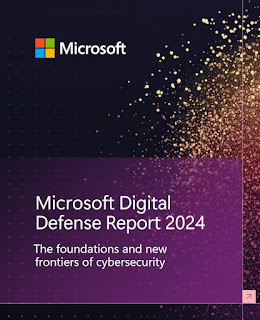 Microsoft
Microsoft Digital
Defense Report 2024
The foundations and new
frontiers of cybersecurity